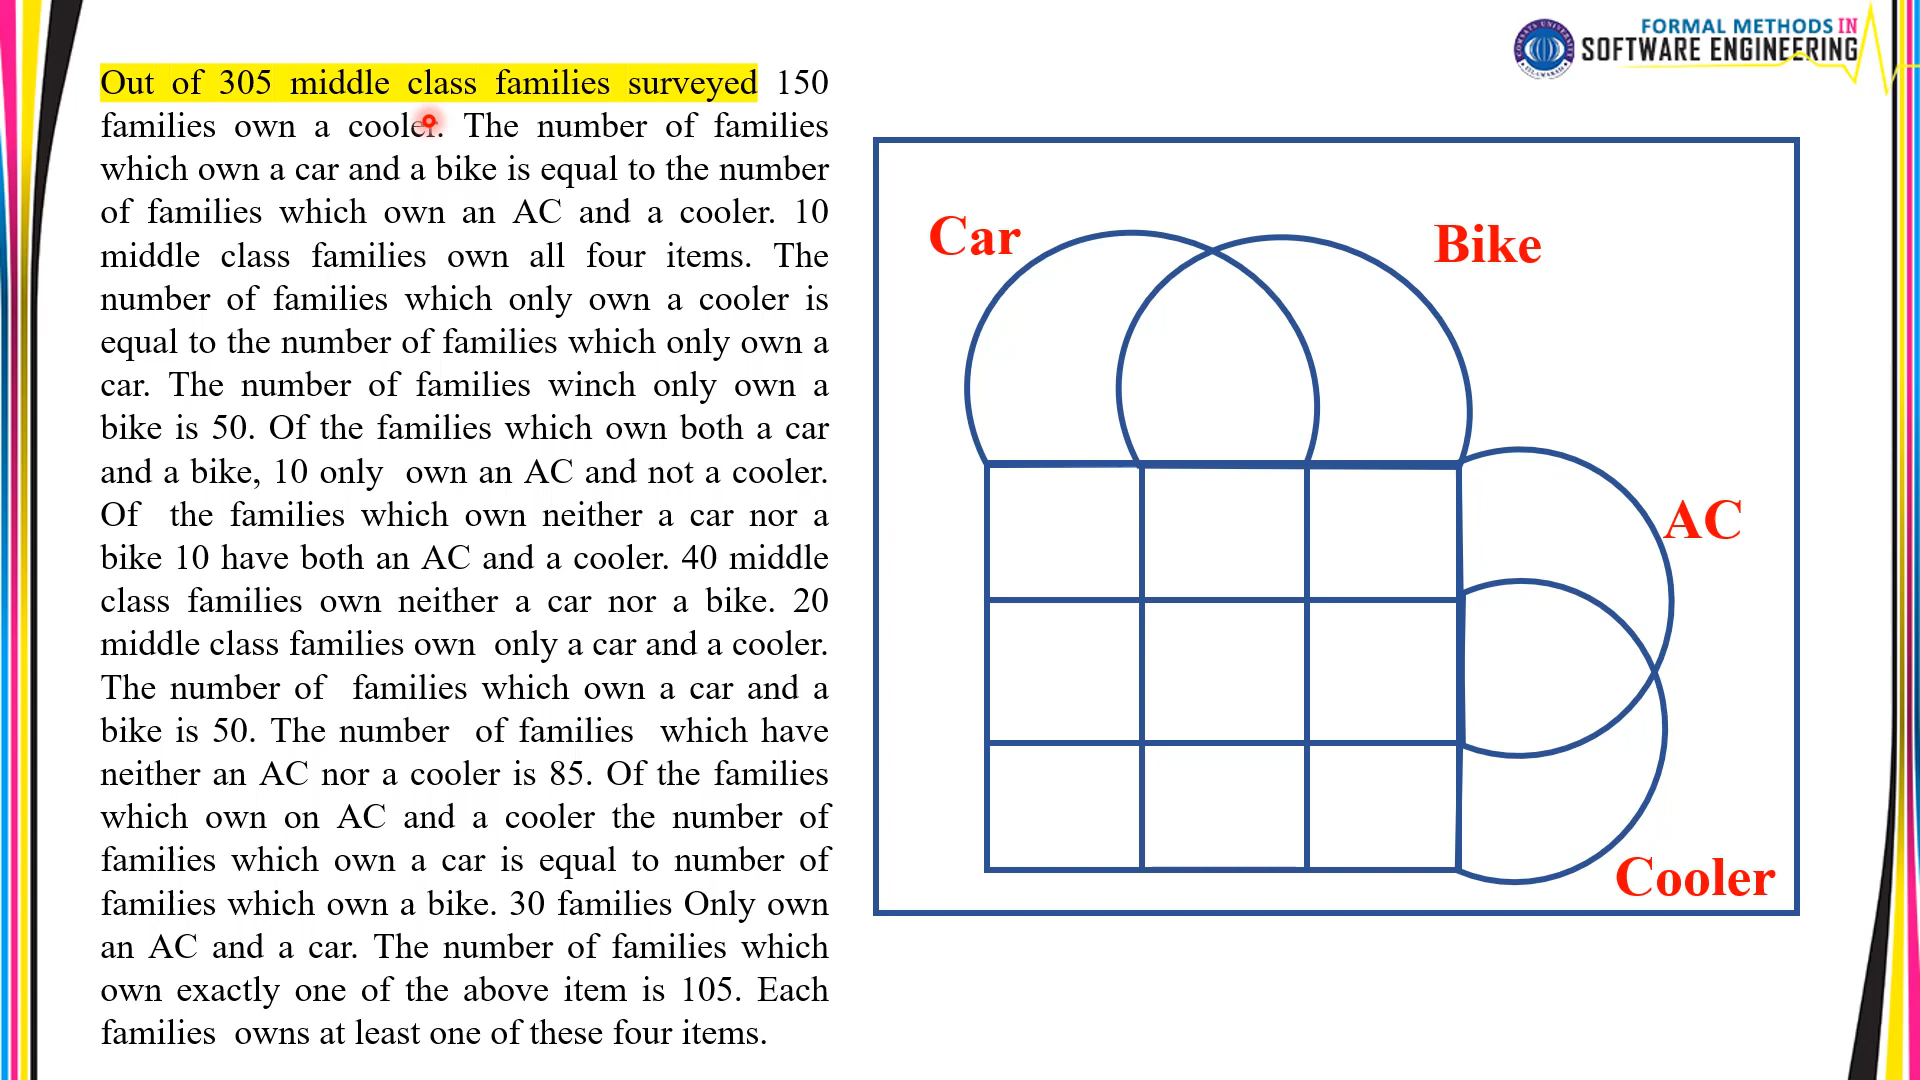 FORMAL METHODS IN
SOFTWARE ENGINEERING
Out of 305 middle class families surveyed 150
families own a cooler. The number of families
which own a car and a bike is equal to the number
of families which own an AC and a cooler. 10
middle class families own all four items. The
number of families which only own a cooler is
equal to the number of families which only own a
car. The number of families winch only own a
bike is 50. Of the families which own both a car
and a bike, 10 only own an AC and not a cooler.
Of the families which own neither a car nor a
bike 10 have both an AC and a cooler. 40 middle
class families own neither a car nor a bike. 20
middle class families own only a car and a cooler.
The number of families which own a car and a
bike is 50. The number of families which have
neither an AC nor a cooler is 85. Of the families
which own on AC and a cooler the number of
families which own a car is equal to number of
families which own a bike. 30 families Only own
an AC and a car. The number of families which
own exactly one of the above item is 105. Each
families owns at least one of these four items.
Car
Bike
AC
Cooler